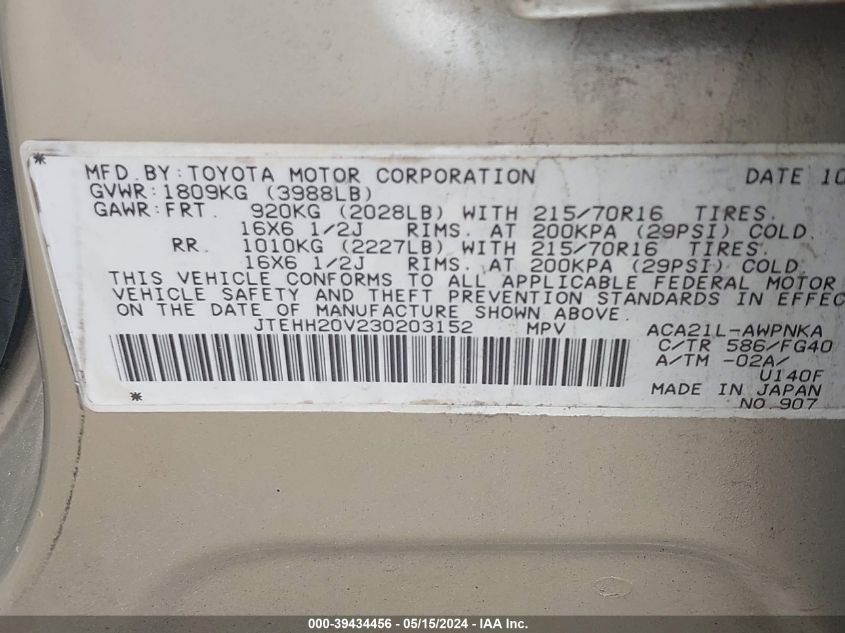 MFD. BY: TOYOTA MOTOR CORPORATION DATE 10
GVWR: 1809KG (3988LB)
GAWR: FRT. 920KG (2028LB) WITH 215/70R16 TIRES.
16X6 1/2J RIMS. AT 200KPA (29PSI) COLD.
RR. 1010KG (2227LB) WITH 215/70R16 TIRES.
16X6 1/2J RIMS. AT 200KPA (29PSI) COLD.
THIS VEHICLE CONFORMS TO ALL APPLICABLE FEDERAL MOTOR
VEHICLE SAFETY AND THEFT PREVENTION STANDARDS IN EFFEC
ON THE DATE OF MANUFACTURE SHOWN ABOVE.
JTEHH20V230203152 MPV ACA21L-AWPNKA
C/TR 586/FG40
A/TM -02A/
U140F
MADE IN JAPAN
NO. 907
000-39434456 - 05/15/2024 - IAA Inc.